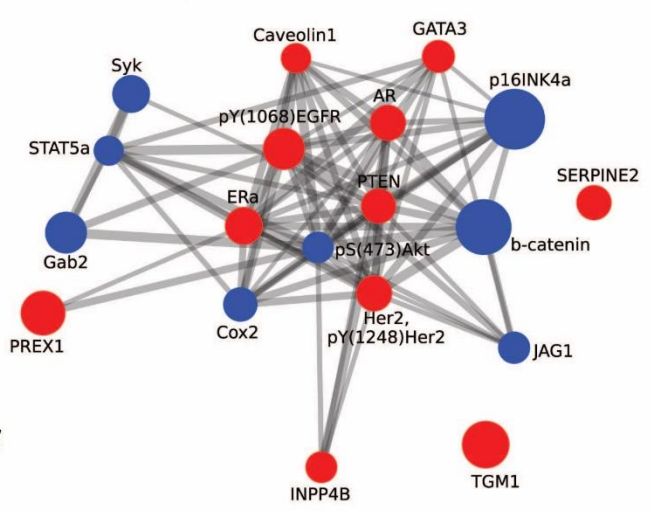 Caveolin1
GATA3
Syk
p16INK4a
AR
pY(1068)EGFR
STAT5a
SERPINE2
PTEN
ERa
pS(473)Akt
b-catenin
Gab2
Cox2
Her2,
pY(1248)Her2
PREX1
JAG1
INPP4B
TGM1